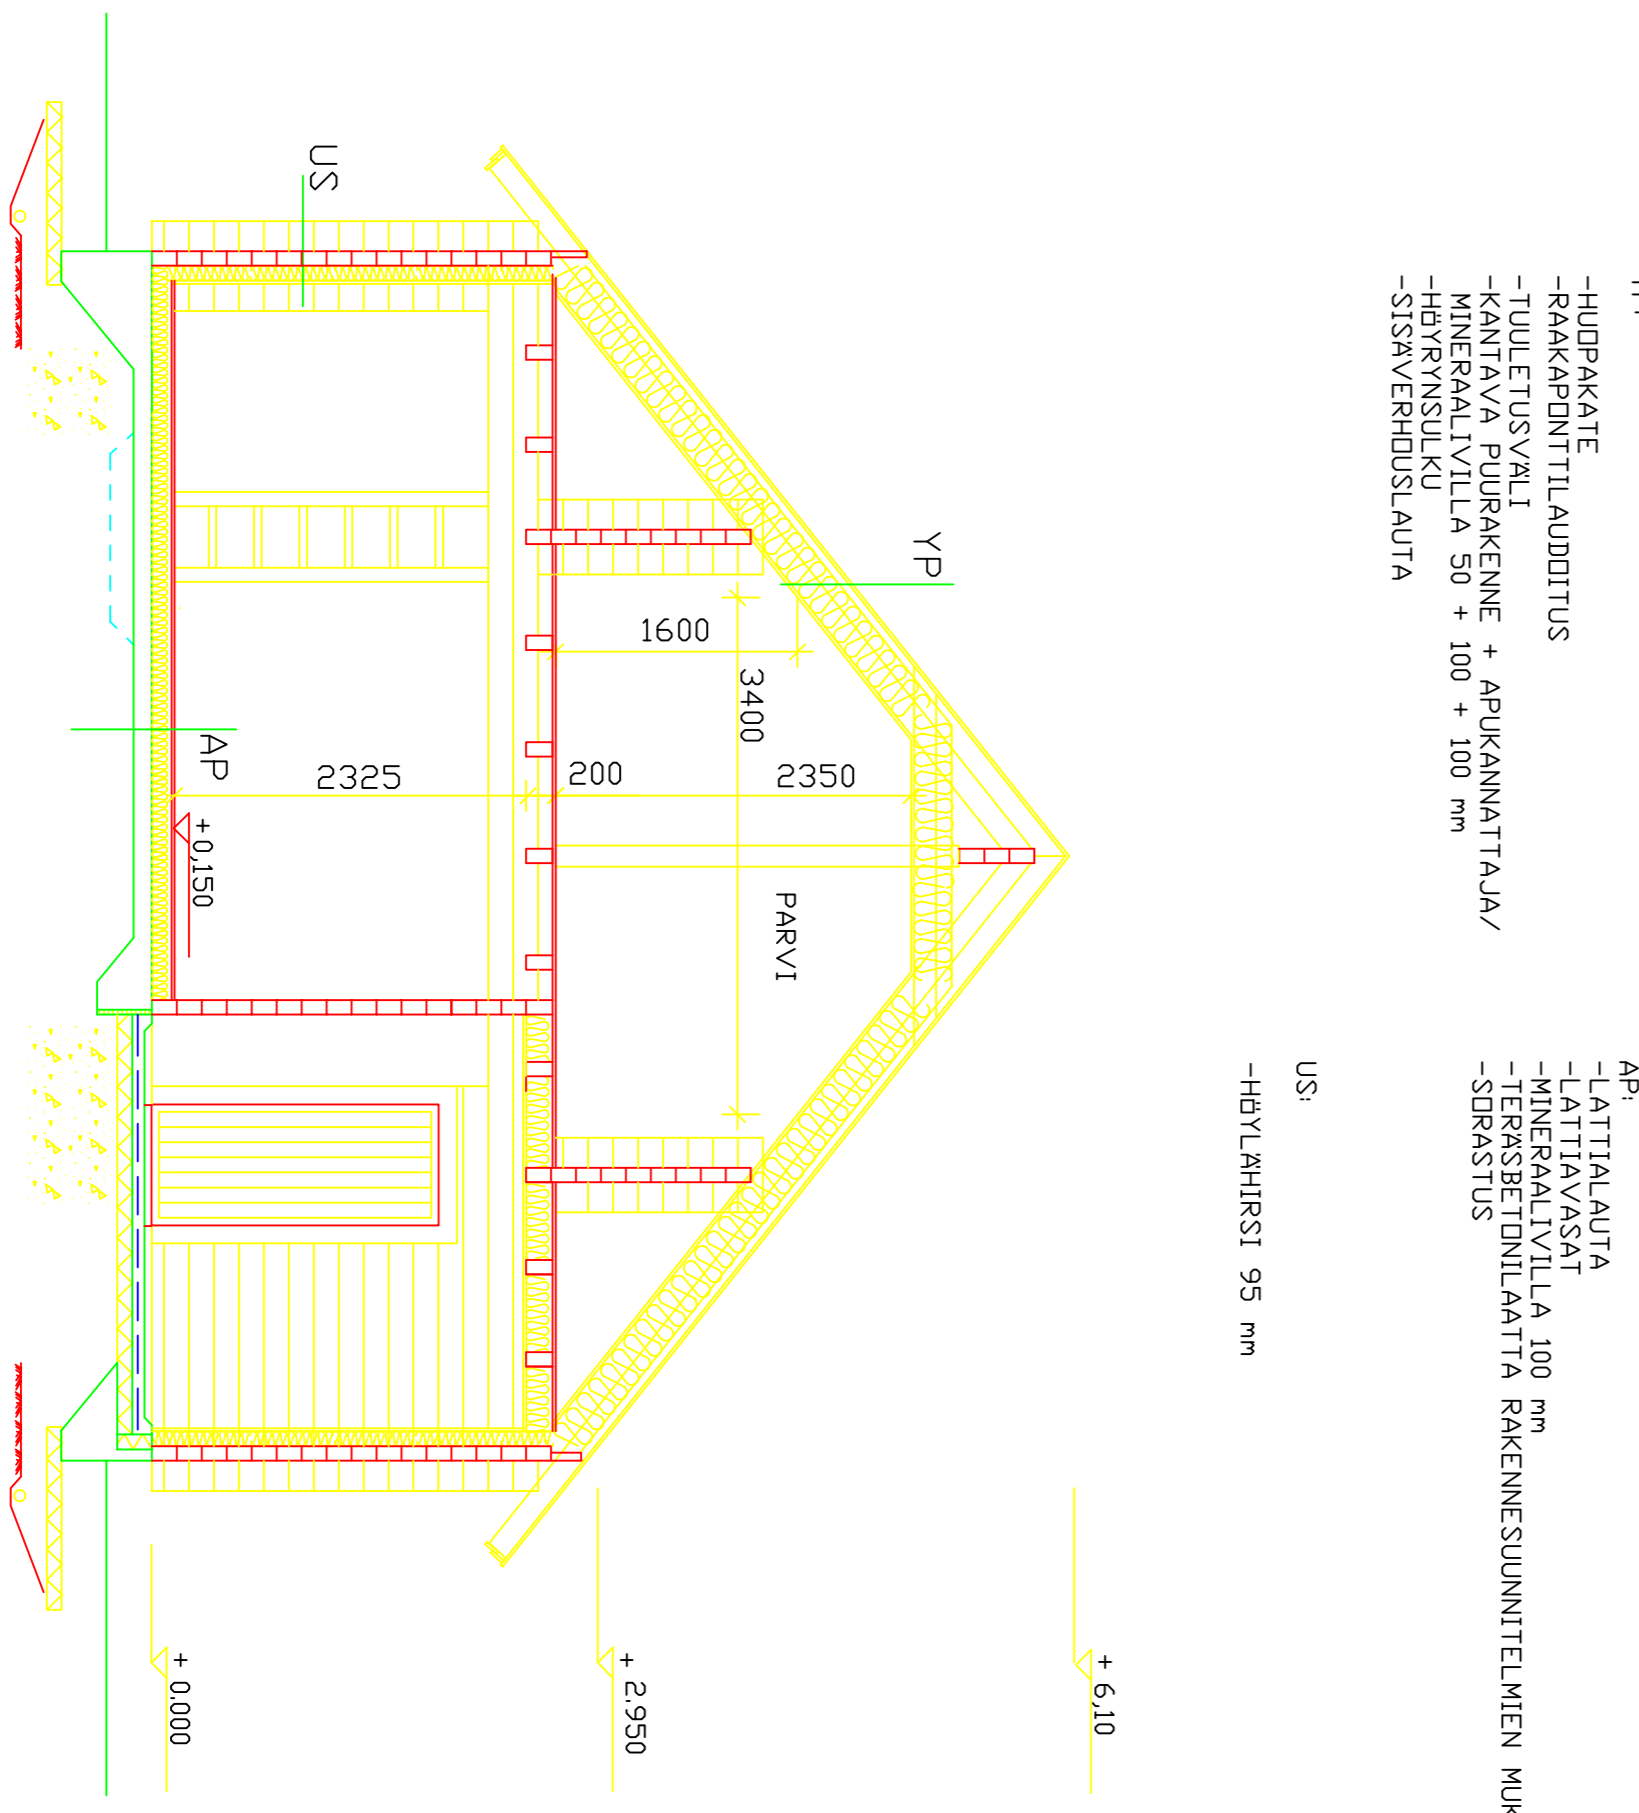 -HUOPAKATE
-RAAKAPONTTILAUDOITUS
-TUULETUSVÄLI
-KANTAVA PUURAKENNE + APUKANNATTAJA/
MINERAALIVILLA 50 + 100 + 100 mm
-HÖYRYNSULKU
-SISÄVERHOUSLAUTA
AP:
-LATTIALAUTA
-LATTIAVASAT
-MINERAALIVILLA 100 mm
-TERÄSBETONILAATTA RAKENNESUUNNITELMIEN
-SORASTUS
US:
-HÖYLÄHIRSI 95 mm
+ 6,10
YP
PARVI
2350
3400
1600
200
+ 2.950
2325
US
AP
+0,150
+ 0.000